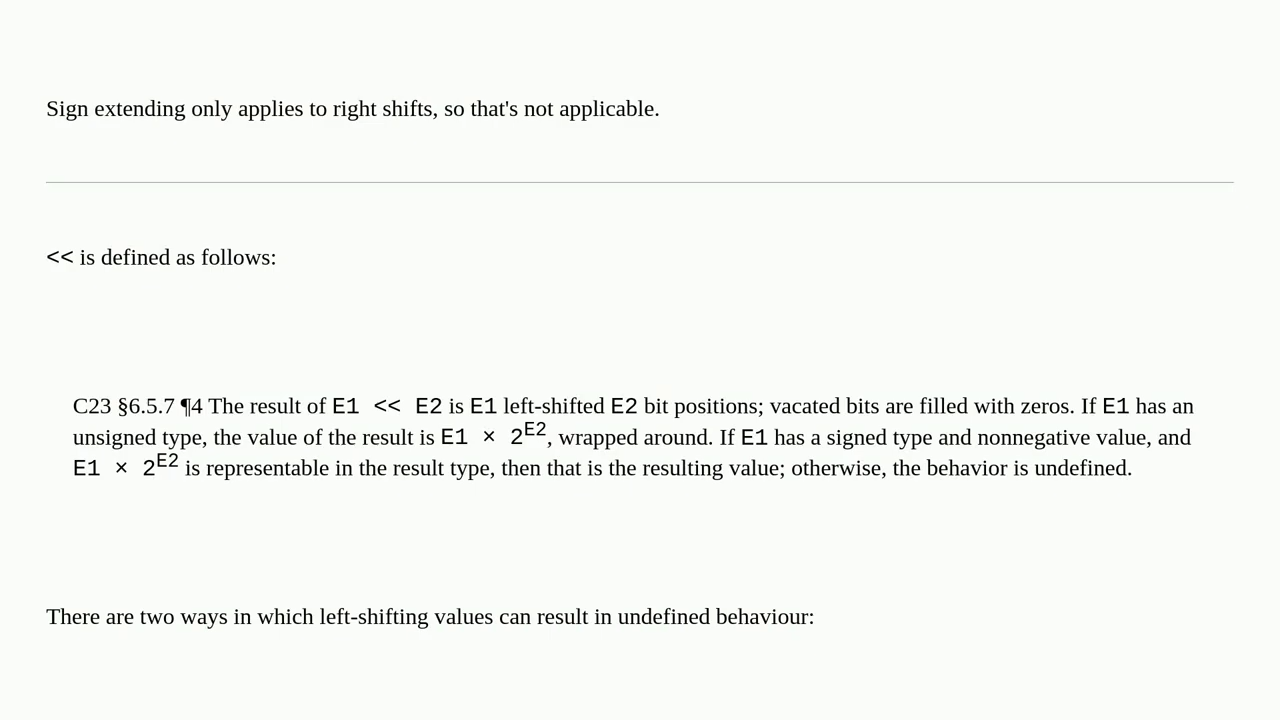 Sign extending only applies to right shifts, so that's not applicable.
<< is defined as follows:
C23 §6.5.7 ¶4 The result of E1 << E2 is E1 left-shifted E2 bit positions; vacated bits are filled with zeros. If E1 has an
unsigned type, the value of the result is E1 × 2^E2, wrapped around. If E1 has a signed type and nonnegative value, and
E1 × 2^E2 is representable in the result type, then that is the resulting value; otherwise, the behavior is undefined.
There are two ways in which left-shifting values can result in undefined behaviour: